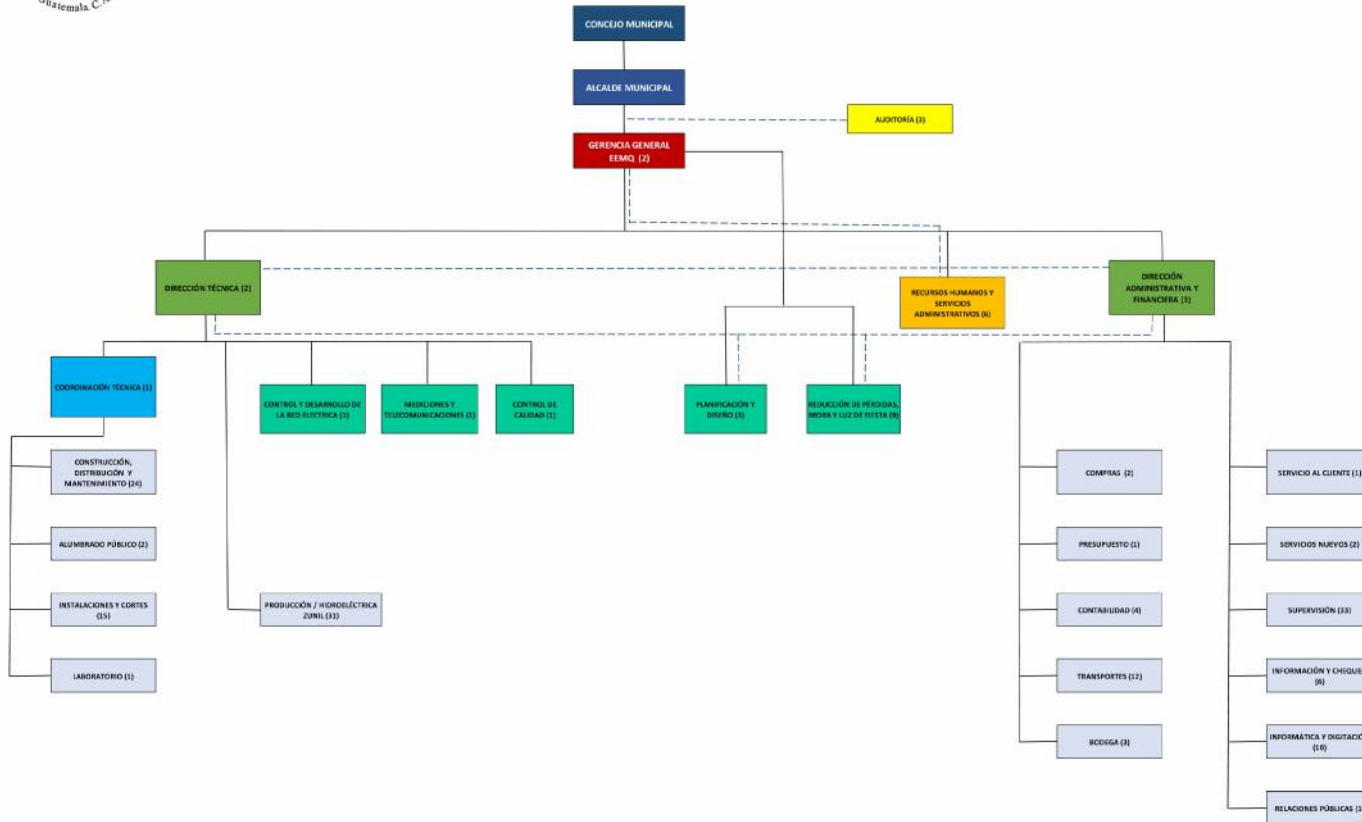 Guatemala. C.A.
CONCEJO MUNICIPAL
ALCALDE MUNICIPAL
AUDITORÍA (3)
GERENCIA GENERAL
EEMQ (2)
DIRECCIÓN TÉCNICA (2)
RECURSOS HUMANOS Y
SERVICIOS
ADMINISTRATIVOS (6)
DIRECCIÓN
ADMINISTRATIVA Y
FINANCIERA (3)
COORDINACIÓN TÉCNICA (1)
CONTROL Y DESARROLLO DE
LA RED ELÉCTRICA (1)
MEDICIONES Y
TELECOMUNICACIONES (1)
CONTROL DE
CALIDAD (1)
PLANIFICACIÓN Y
DISEÑO (3)
REDUCCIÓN DE PÉRDIDAS,
MORA Y LUZ DE FIESTA (9)
CONSTRUCCIÓN,
DISTRIBUCIÓN Y
MANTENIMIENTO (24)
ALUMBRADO PÚBLICO (2)
INSTALACIONES Y CORTES
(15)
LABORATORIO (1)
PRODUCCIÓN / HIDROELÉCTRICA
ZUNIL (31)
COMPRAS (2)
PRESUPUESTO (1)
CONTABILIDAD (4)
TRANSPORTES (12)
BODEGA (3)
SERVICIO AL CLIENTE (1)
SERVICIOS NUEVOS (2)
SUPERVISIÓN (33)
INFORMACIÓN Y CHEQUE
(6)
INFORMÁTICA Y DIGITACIÓ
(10)
RELACIONES PÚBLICAS (1